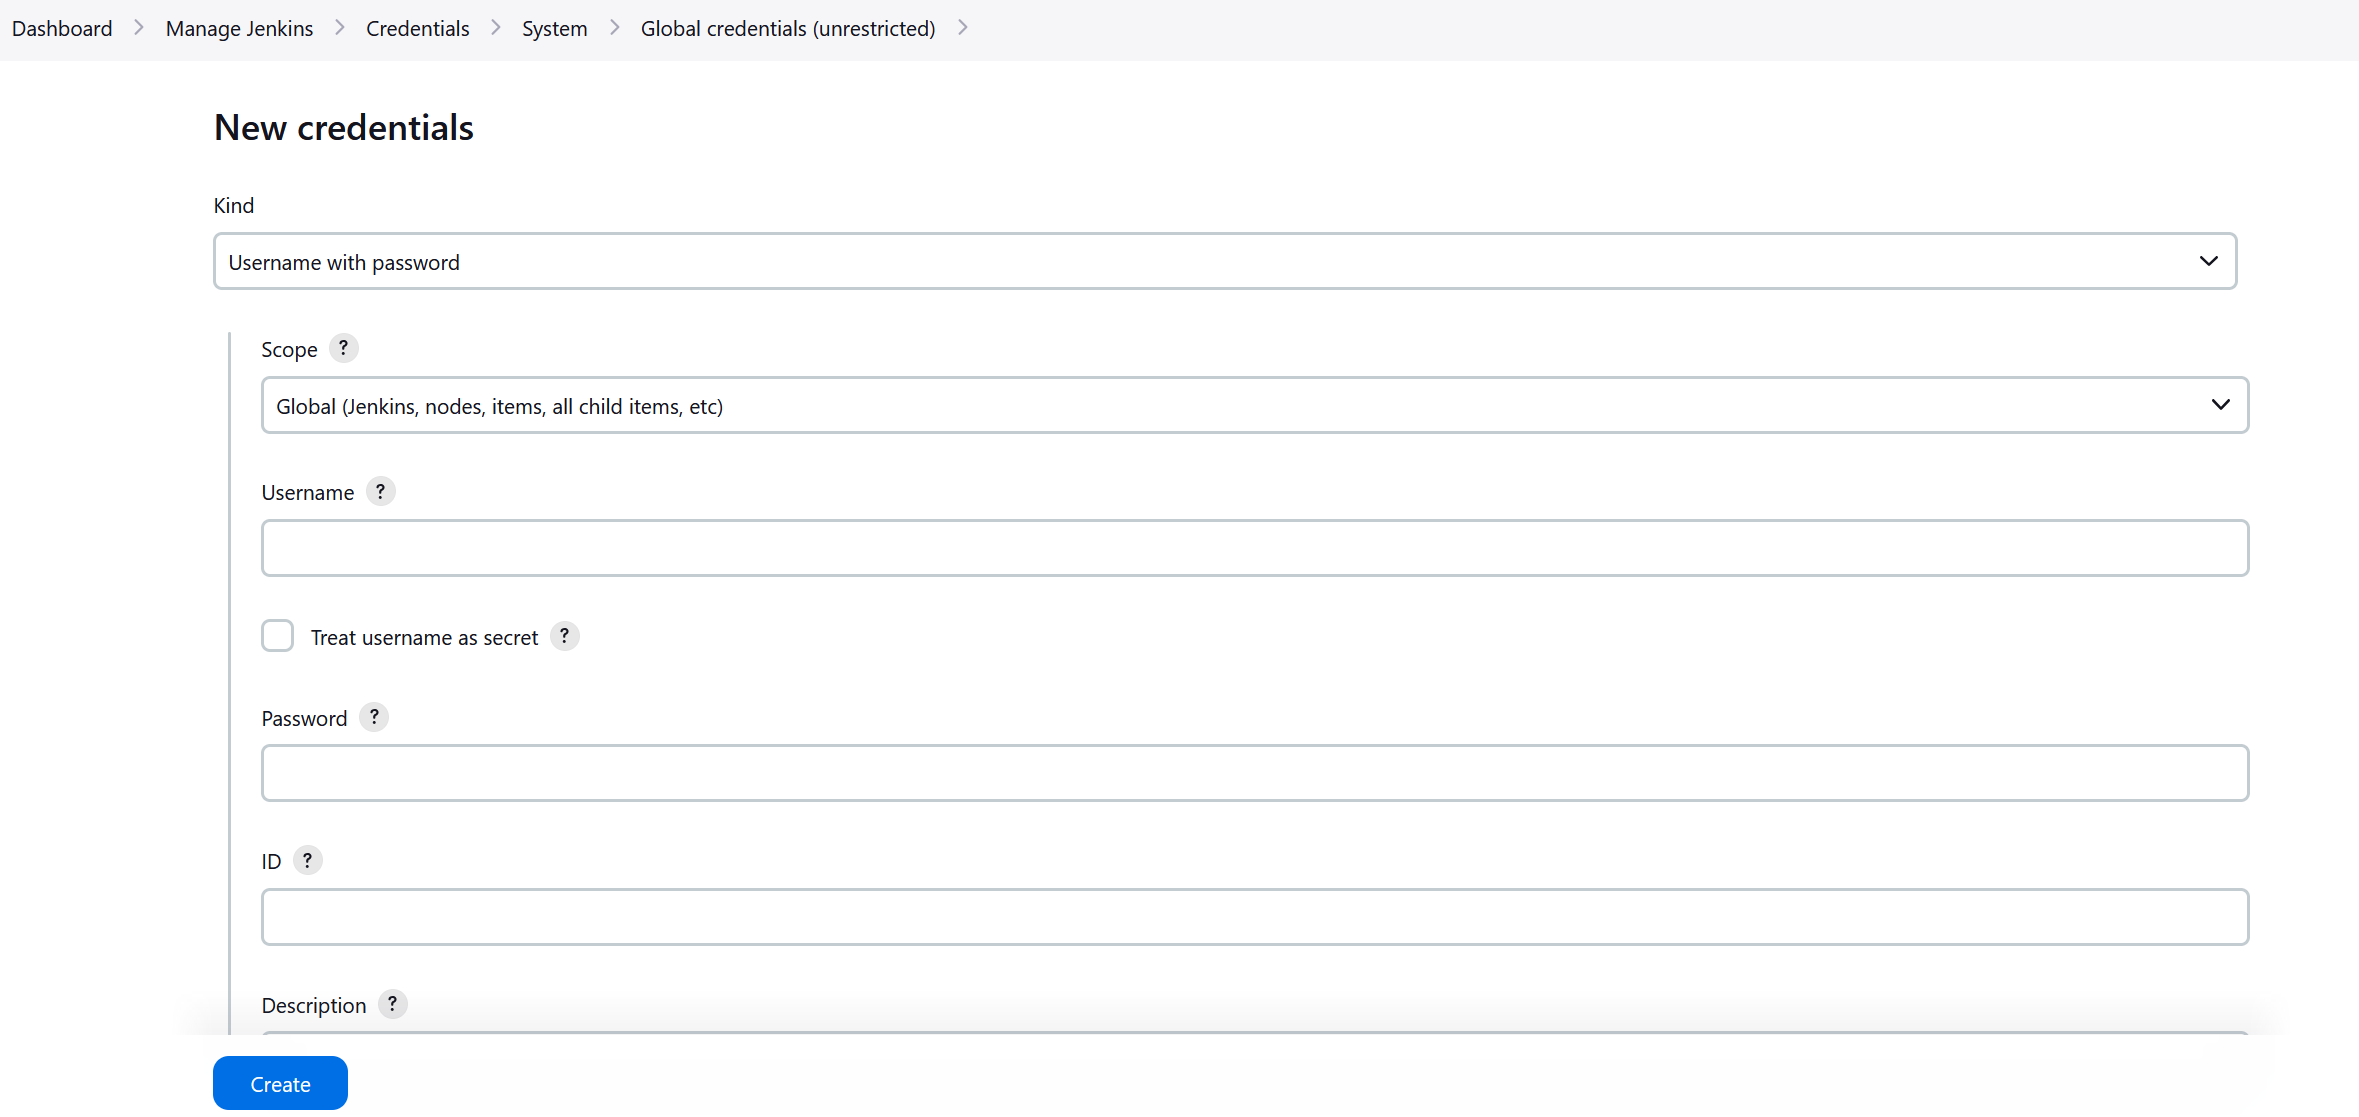 Dashboard > Manage Jenkins > Credentials > System > Global credentials (unrestricted) >
New credentials
Kind
Username with password
Scope ?
Global (Jenkins, nodes, items, all child items, etc)
Username ?
Treat username as secret ?
Password ?
ID ?
Description ?
Create